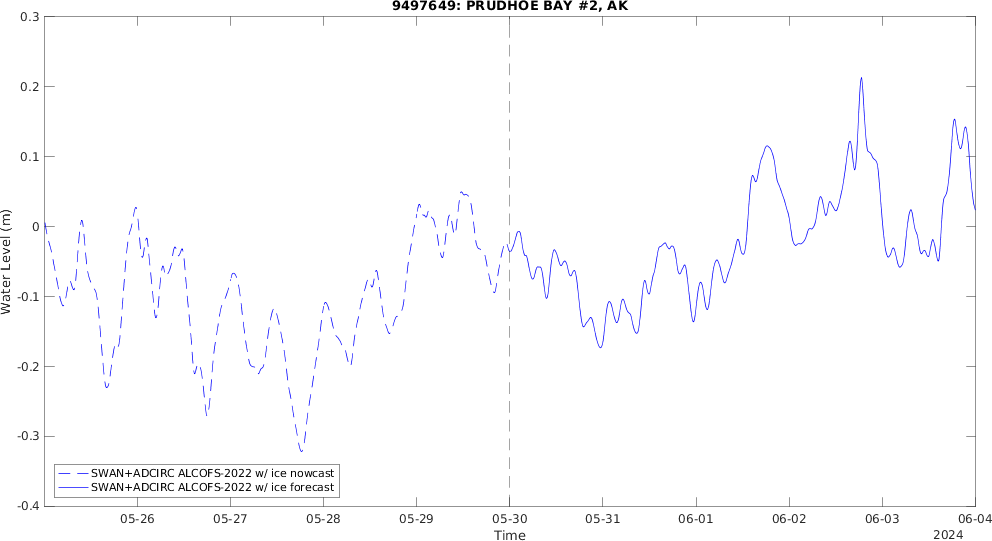 9497649: PRUDHOE BAY #2, AK
Water Level (m)
0.3
0.2
0.1
0
-0.1
-0.2
-0.3
-0.4
SWAN+ADCIRC ALCOFS-2022 w/ ice nowcast
SWAN+ADCIRC ALCOFS-2022 w/ ice forecast
05-26 05-27 05-28 05-29 05-30 05-31 06-01 06-02 06-03 06-04
Time
2024